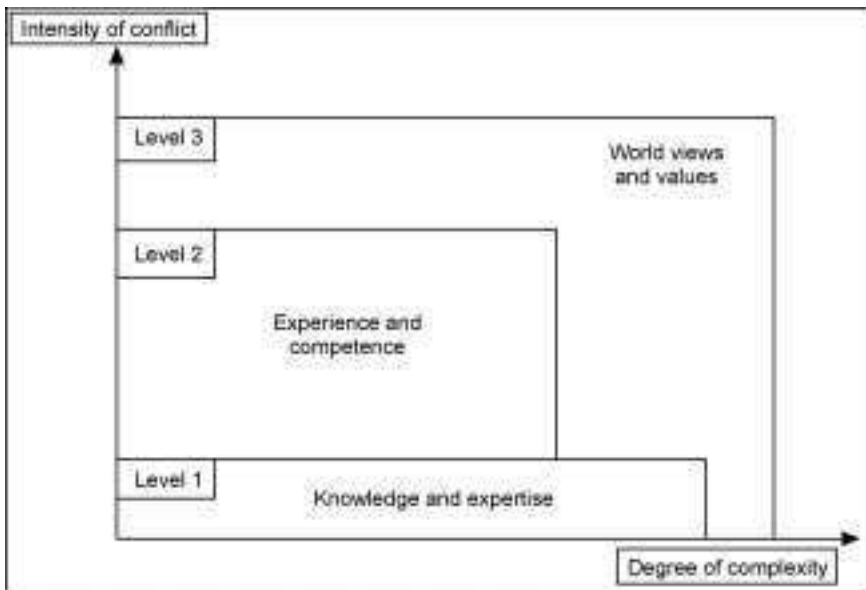 Intensity of conflict
Level 3
World views
and values
Level 2
Experience and
competence
Level 1
Knowledge and expertise
Degree of complexity